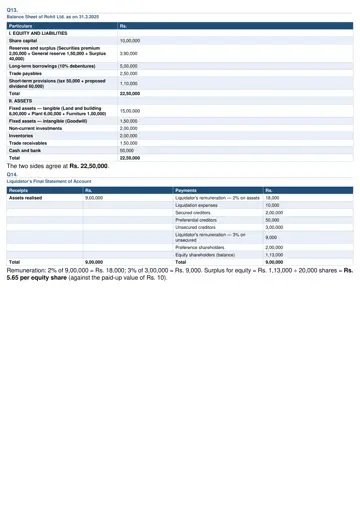 Q13.
Balance Sheet of Rohit Ltd. as on 31.3.2025
Particulars Rs.
I. EQUITY AND LIABILITIES
Share capital 10,00,000
Reserves and surplus (Securities premium
2,00,000 + General reserve 1,50,000 + Surplus
40,000) 3,90,000
Long-term borrowings (10% debentures) 5,00,000
Trade payables 2,50,000
Short-term provisions (tax 50,000 + proposed
dividend 60,000) 1,10,000
Total 22,50,000
II. ASSETS
Fixed assets — tangible (Land and building
8,00,000 + Plant 6,00,000 + Furniture 1,00,000) 15,00,000
Fixed assets — intangible (Goodwill) 1,50,000
Non-current investments 2,00,000
Inventories 2,00,000
Trade receivables 1,50,000
Cash and bank 50,000
Total 22,50,000
The two sides agree at Rs. 22,50,000.
Q14.
Liquidator's Final Statement of Account
Receipts Rs. Payments Rs.
Assets realised 9,00,000 Liquidator's remuneration — 2% on assets 18,000
Liquidation expenses 10,000
Secured creditors 2,00,000
Preferential creditors 50,000
Unsecured creditors 3,00,000
Liquidator's remuneration — 3% on
unsecured 9,000
Preference shareholders 2,00,000
Equity shareholders (balance) 1,13,000
Total 9,00,000 Total 9,00,000
Remuneration: 2% of 9,00,000 = Rs. 18,000; 3% of 3,00,000 = Rs. 9,000. Surplus for equity = Rs. 1,13,000 ÷ 20,000 shares = Rs.
5.65 per equity share (against the paid-up value of Rs. 10).